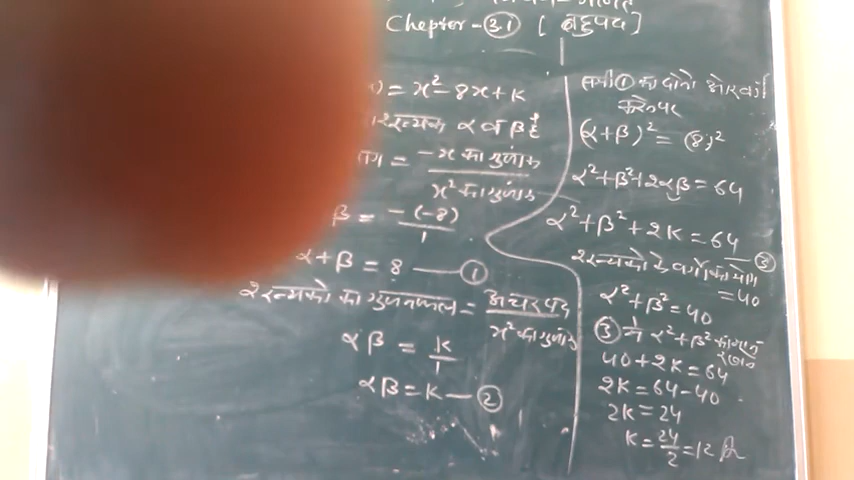 Chepter - 3.1 [ बहुपद ]
) = x² - 8x + k
शून्यक α व β है
= -x का गुणांक / x² का गुणांक
β = -(-8) / 1
α + β = 8 — ①
शून्यको का गुणनफल = अचर पद / x² का गुणांक
αβ = k / 1
αβ = k — ②
समी ① का दोनो ओर वर्ग
करने पर
(α+β)² = (8)²
α² + β² + 2αβ = 64
α² + β² + 2k = 64 — ③
शून्यको के वर्गो का योग
= 40
α² + β² = 40
③ में α² + β² का मान
रखने
40 + 2k = 64
2k = 64 - 40
2k = 24
k = 24 / 2 = 12